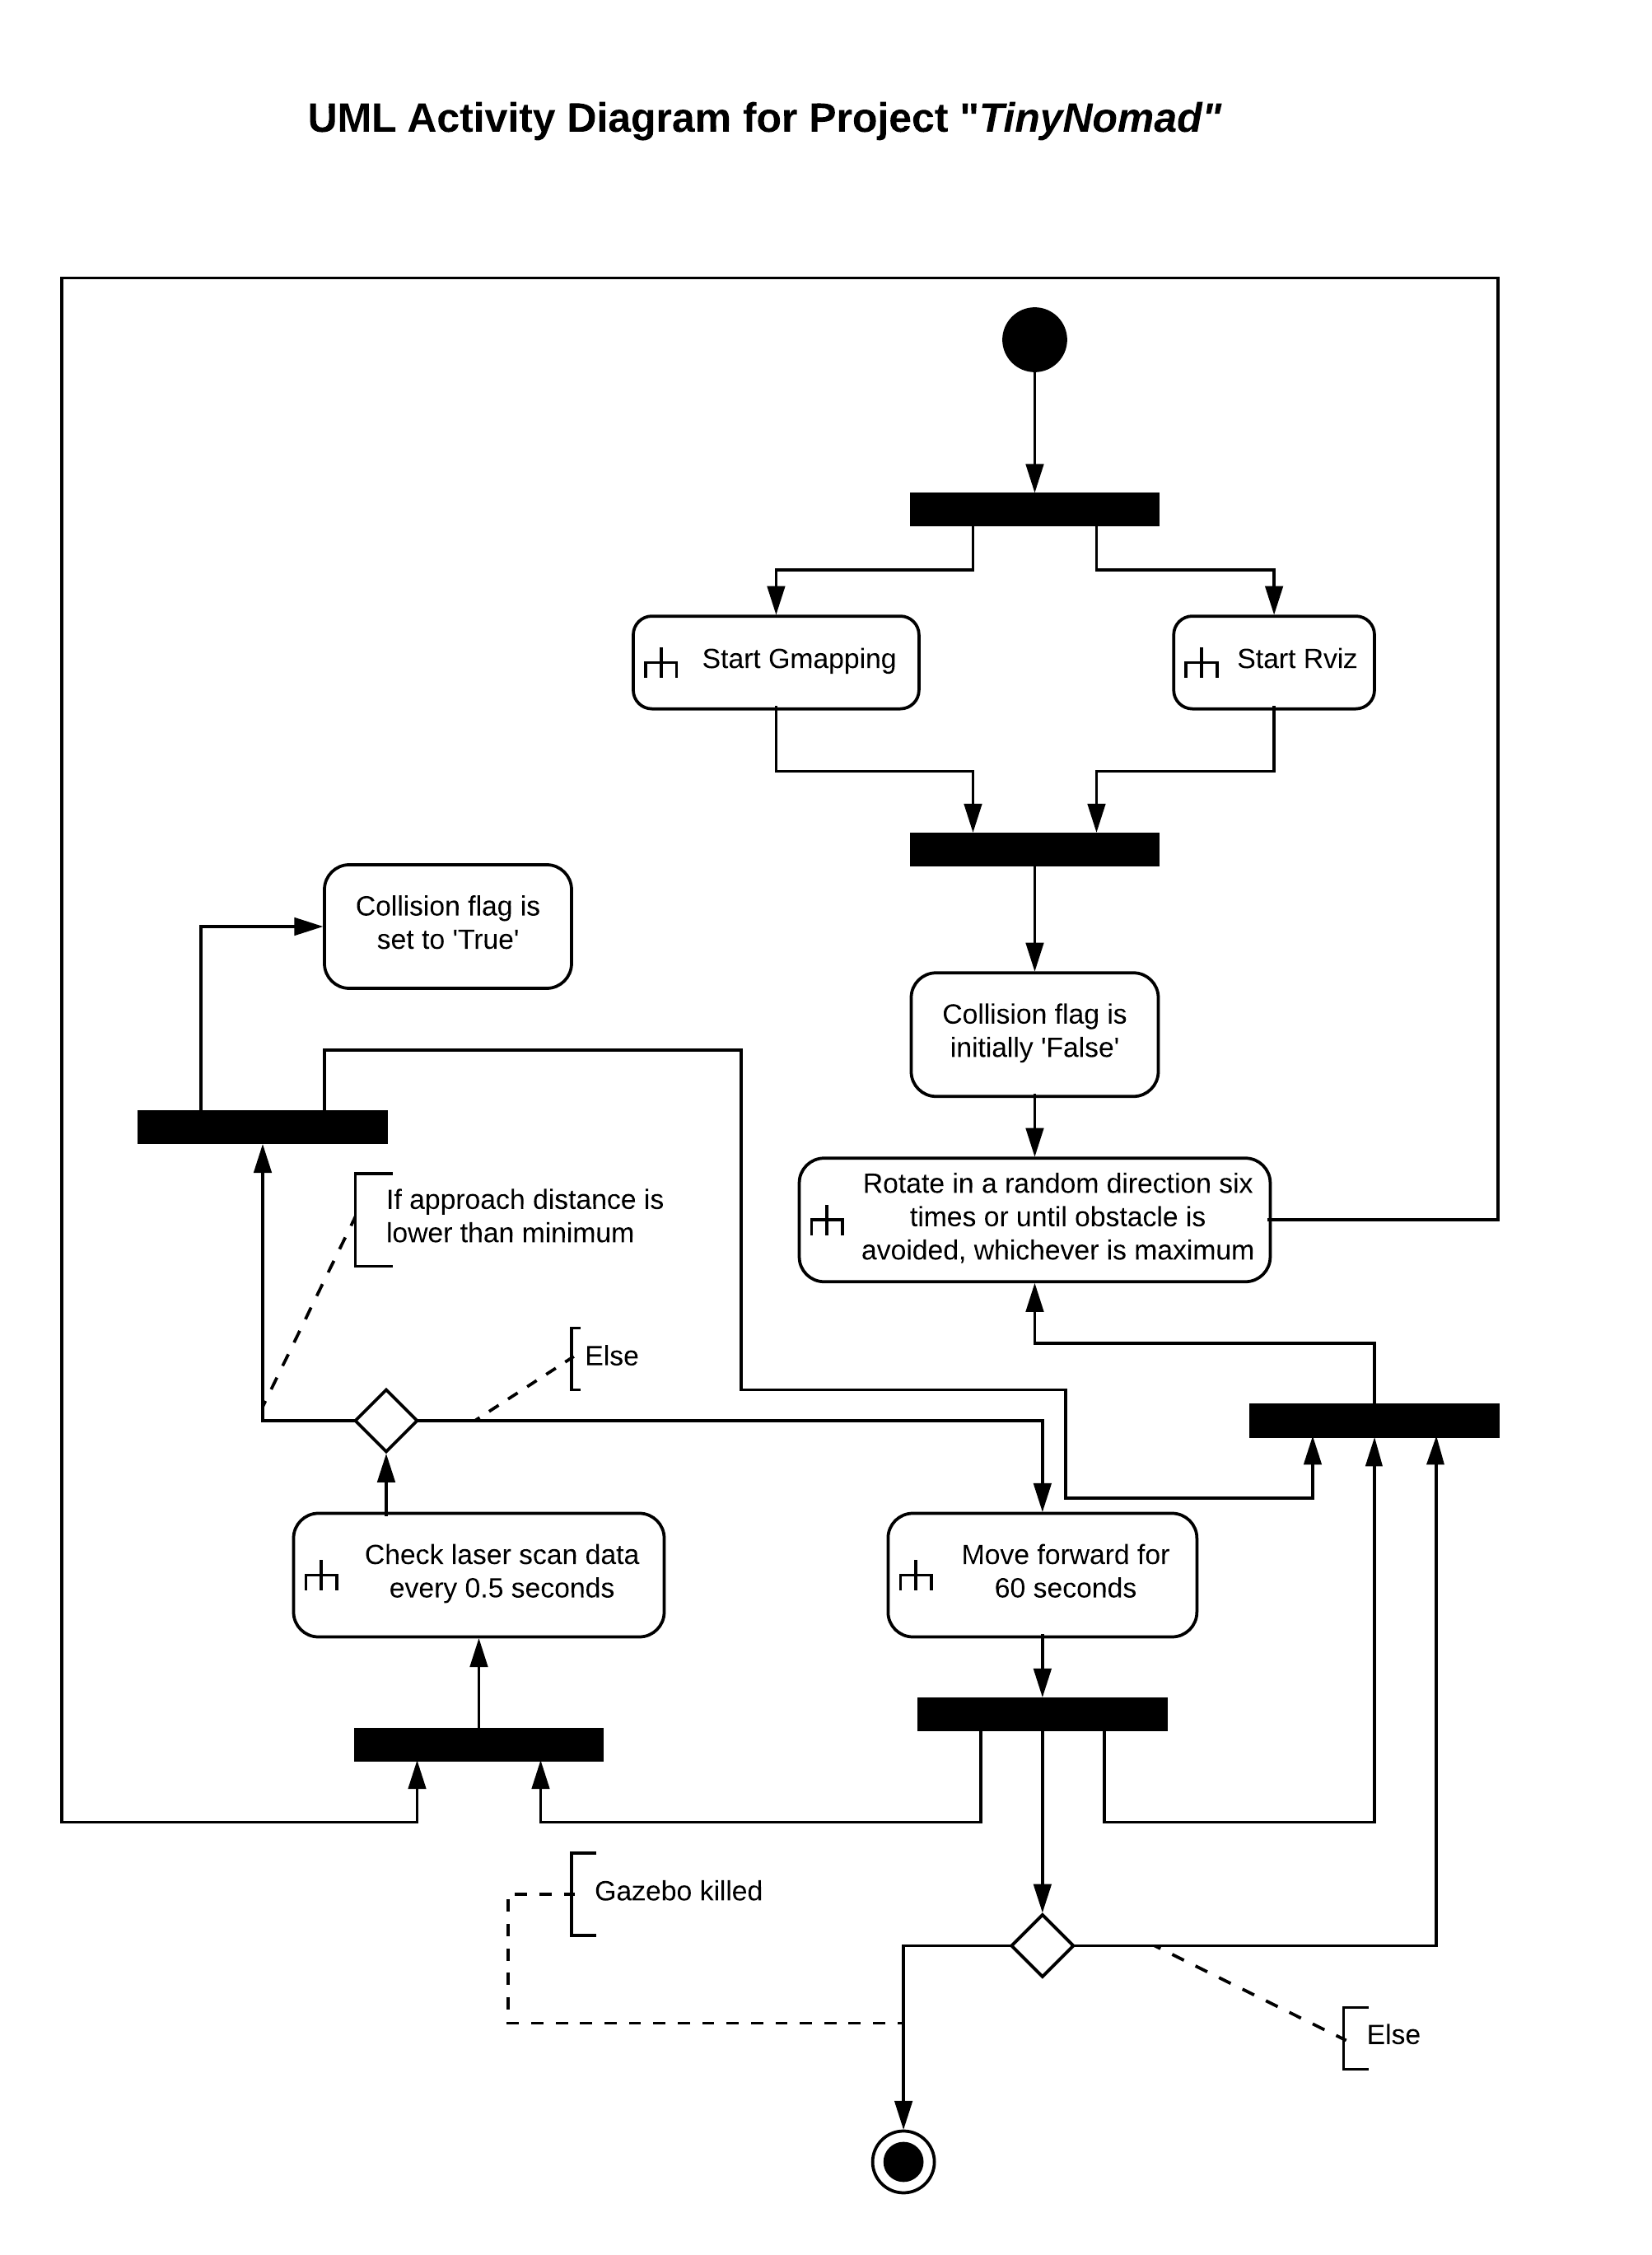 UML Activity Diagram for Project "TinyNomad"
Start Gmapping
Start Rviz
Collision flag is
set to 'True'
Collision flag is
initially 'False'
Rotate in a random direction six
times or until obstacle is
avoided, whichever is maximum
If approach distance is
lower than minimum
Else
Check laser scan data
every 0.5 seconds
Move forward for
60 seconds
Gazebo killed
Else